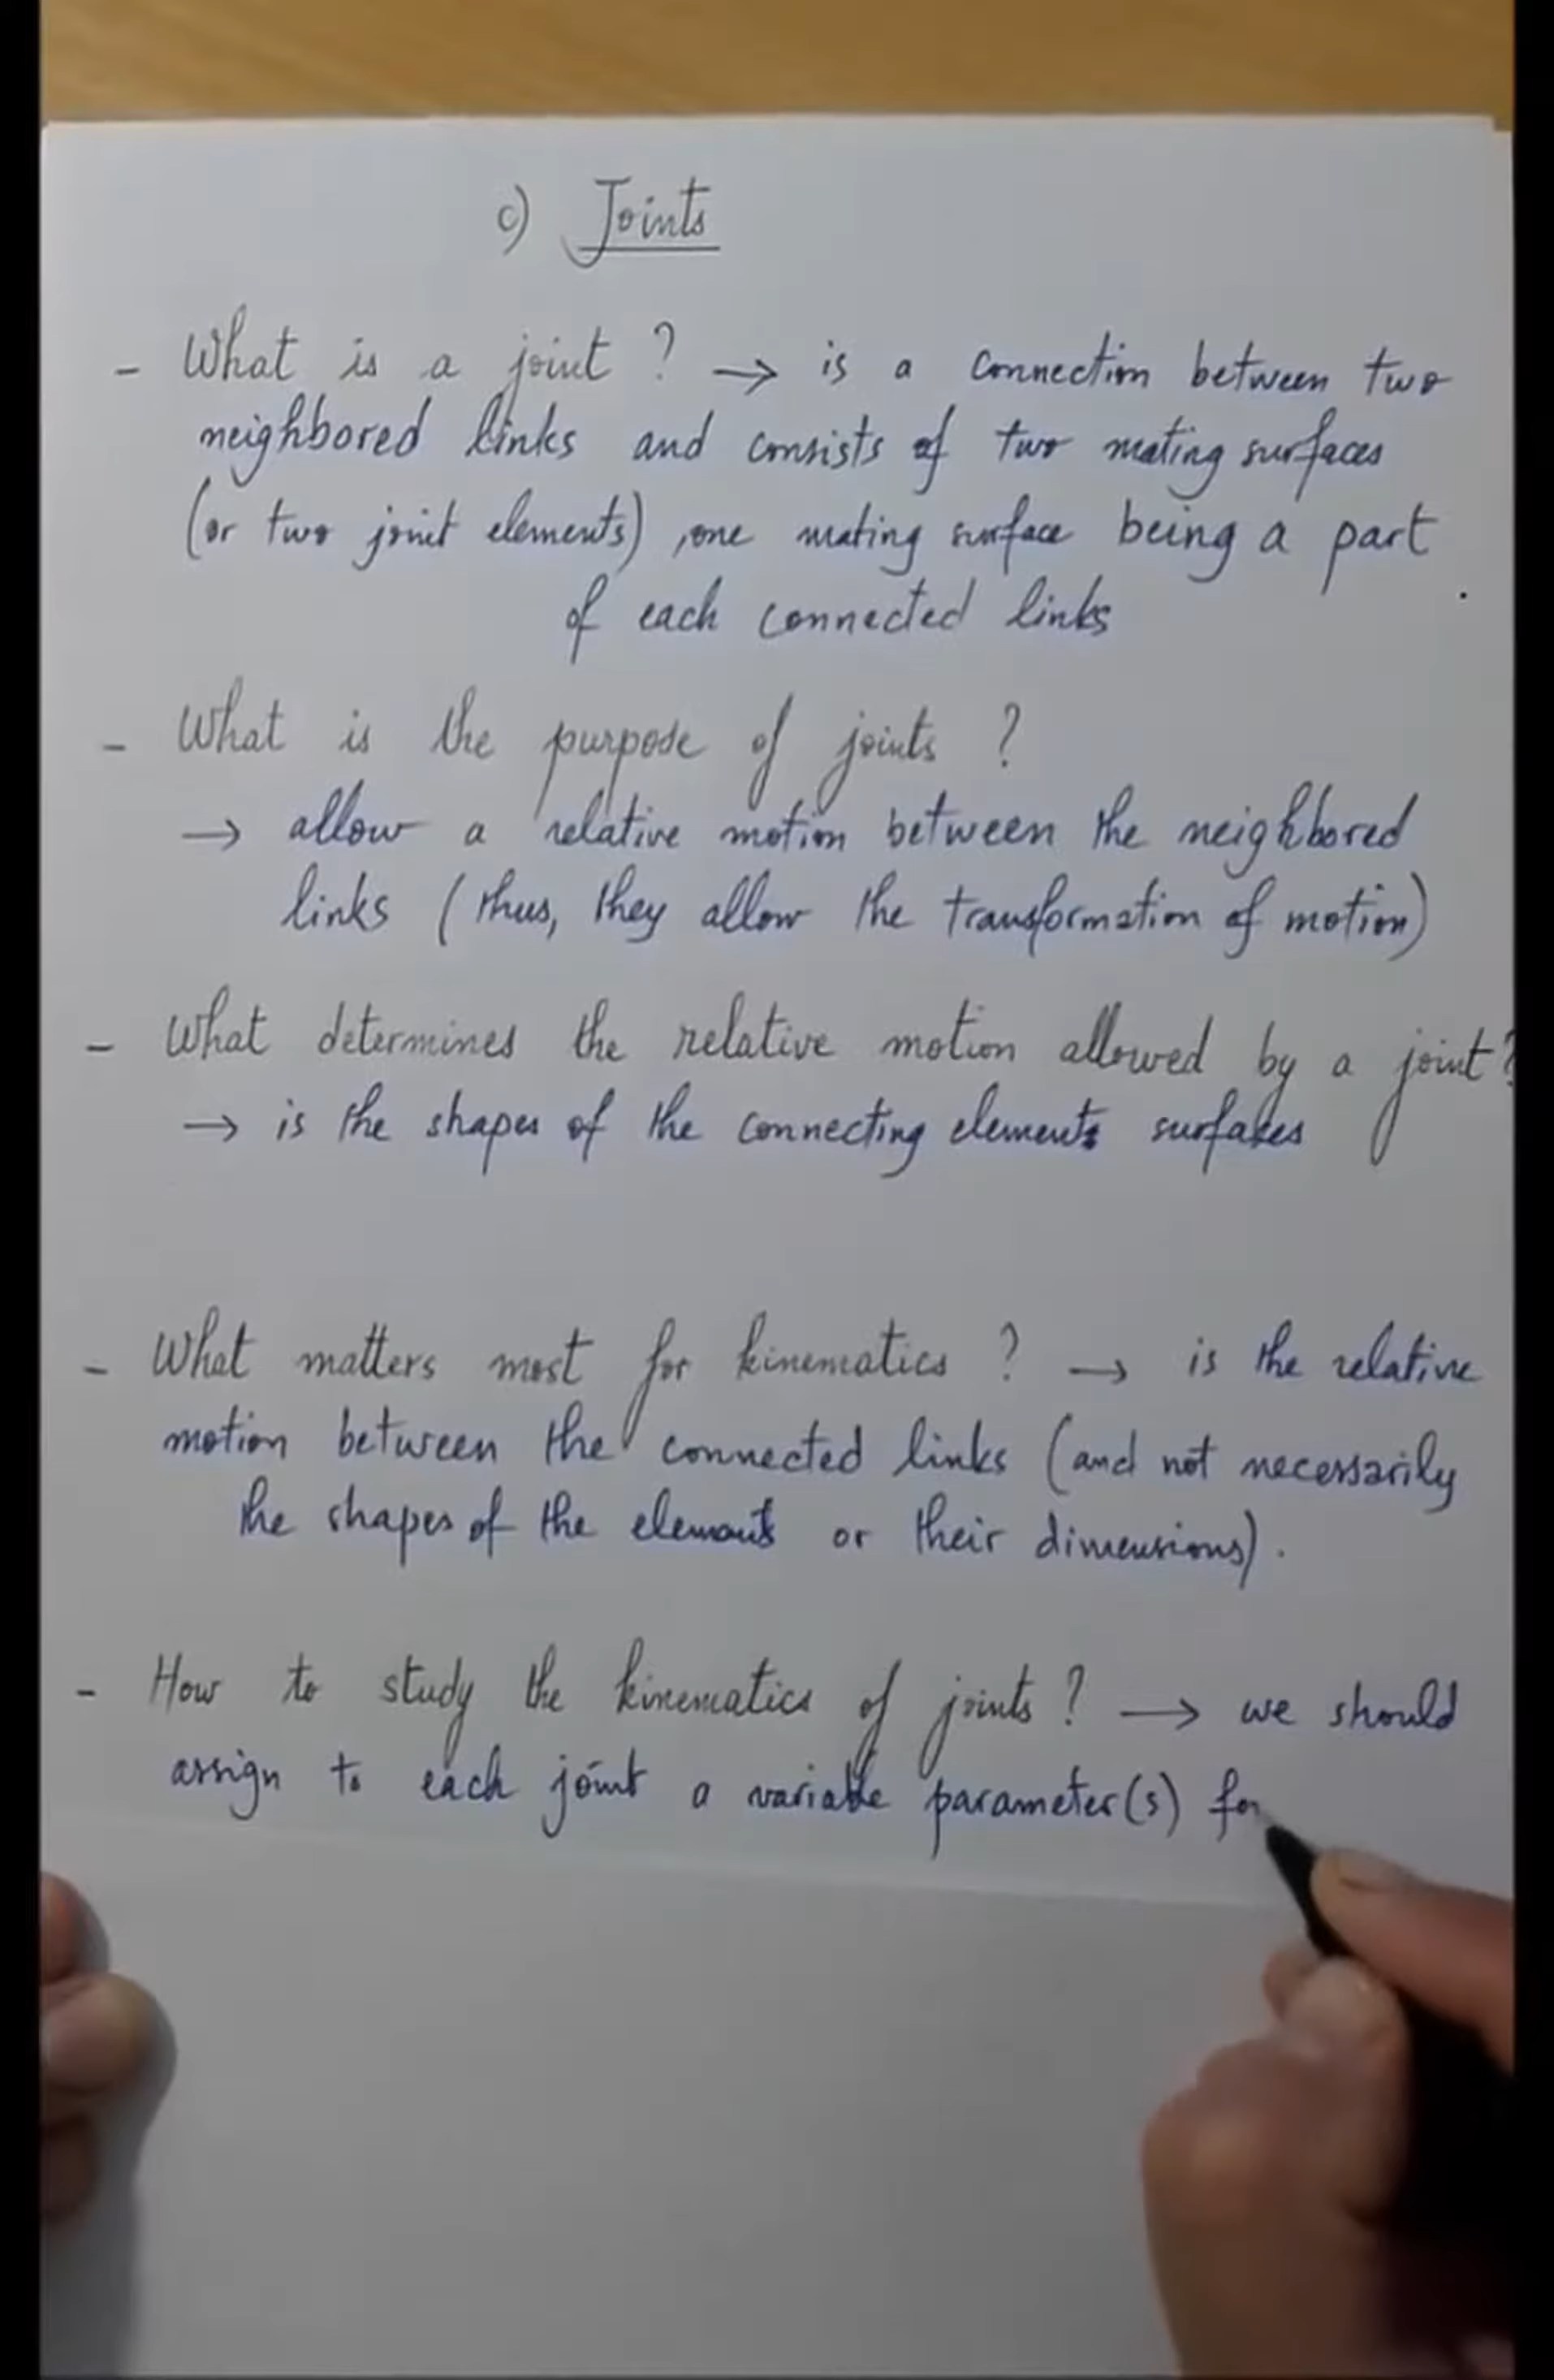 c) Joints
- What is a joint ? → is a connection between two
neighbored links and consists of two mating surfaces
(or two joint elements), one mating surface being a part
of each connected links
- What is the purpose of joints ?
→ allow a relative motion between the neighbored
links (thus, they allow the transformation of motion)
- What determines the relative motion allowed by a joint?
→ is the shapes of the connecting elements surfaces
- What matters most for kinematics ? → is the relative
motion between the connected links (and not necessarily
the shapes of the elements or their dimensions).
- How to study the kinematics of joints ? → we should
assign to each joint a variable parameter(s) for